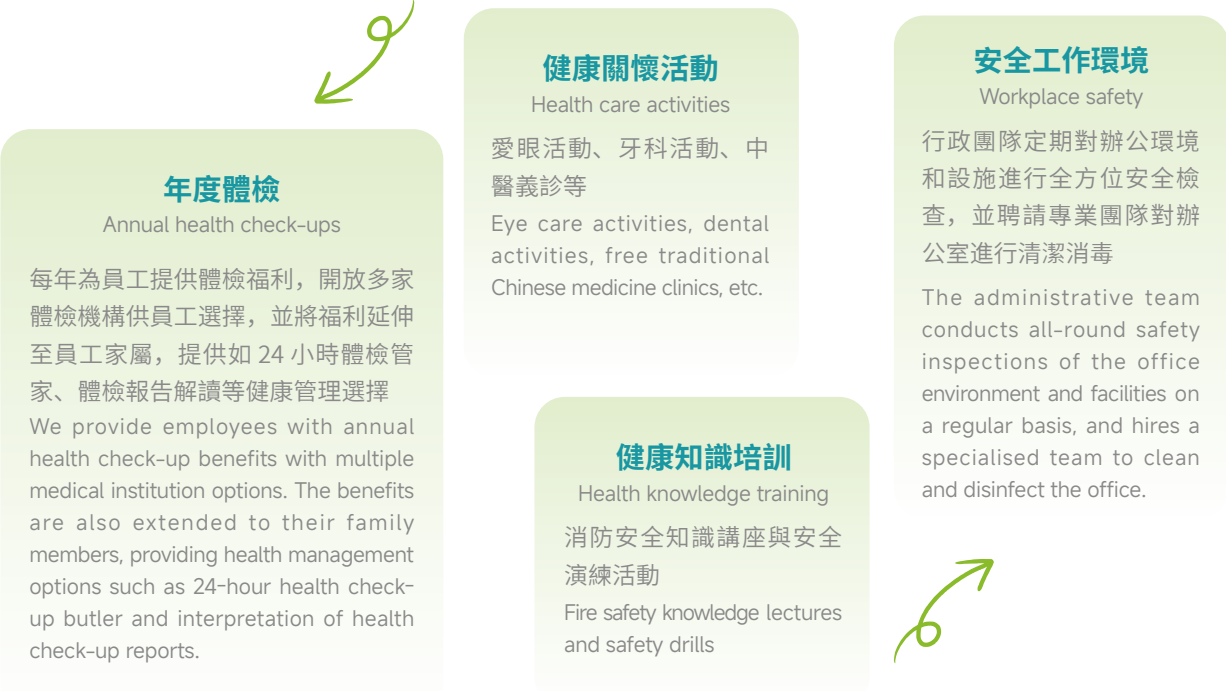 年度體檢
Annual health check-ups
每年為員工提供體檢福利，開放多家
體檢機構供員工選擇，並將福利延伸
至員工家屬，提供如 24 小時體檢管
家、體檢報告解讀等健康管理選擇
We provide employees with annual
health check-up benefits with multiple
medical institution options. The benefits
are also extended to their family
members, providing health management
options such as 24-hour health check-
up butler and interpretation of health
check-up reports.
健康關懷活動
Health care activities
愛眼活動、牙科活動、中
醫義診等
Eye care activities, dental
activities, free traditional
Chinese medicine clinics, etc.
健康知識培訓
Health knowledge training
消防安全知識講座與安全
演練活動
Fire safety knowledge lectures
and safety drills
安全工作環境
Workplace safety
行政團隊定期對辦公環境
和設施進行全方位安全檢
查，並聘請專業團隊對辦
公室進行清潔消毒
The administrative team
conducts all-round safety
inspections of the office
environment and facilities on
a regular basis, and hires a
specialised team to clean
and disinfect the office.